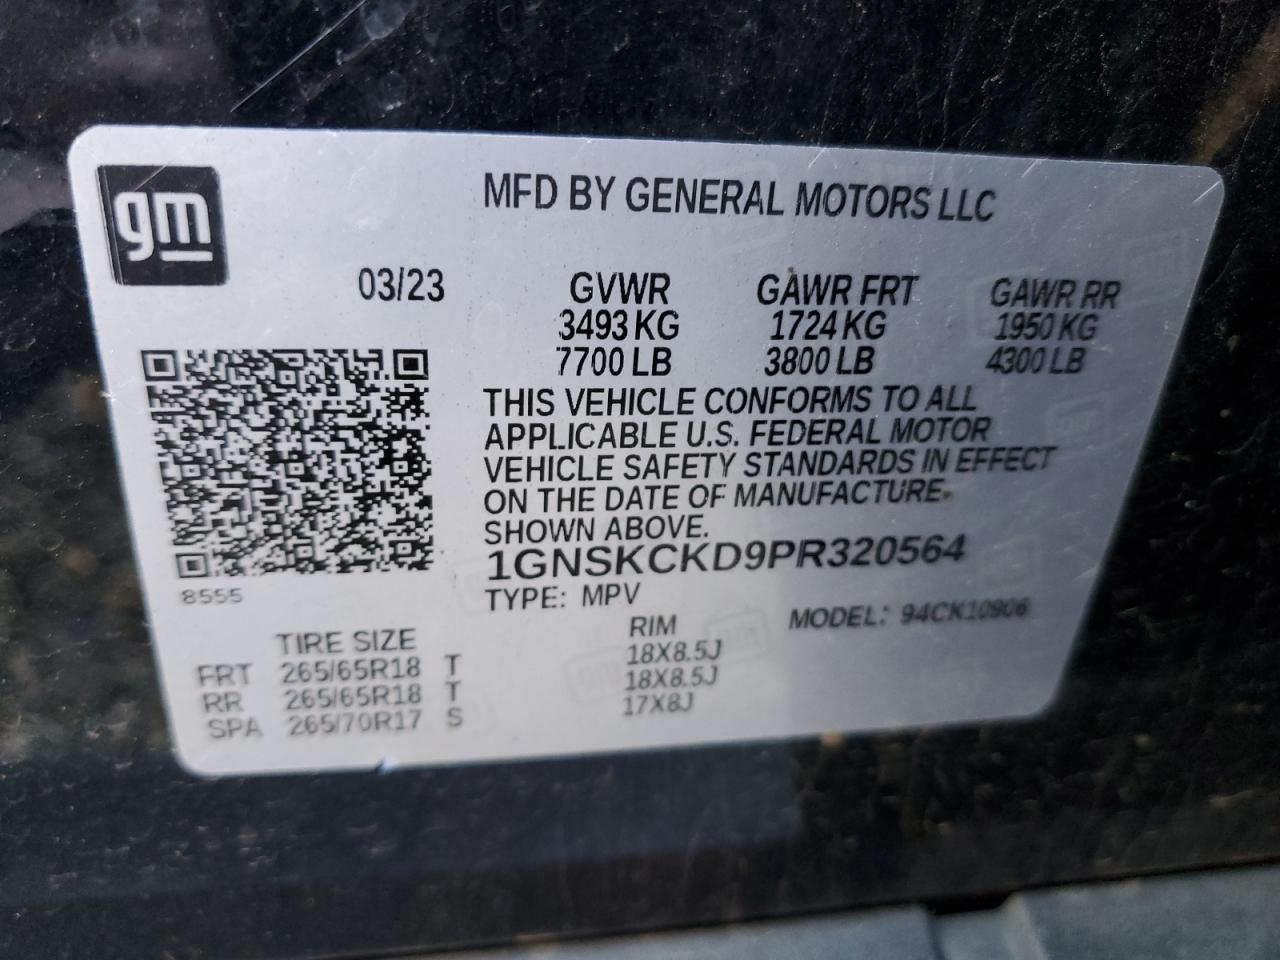 gm
MFD BY GENERAL MOTORS LLC
03/23 GVWR GAWR FRT GAWR RR
3493 KG 1724 KG 1950 KG
7700 LB 3800 LB 4300 LB
THIS VEHICLE CONFORMS TO ALL
APPLICABLE U.S. FEDERAL MOTOR
VEHICLE SAFETY STANDARDS IN EFFECT
ON THE DATE OF MANUFACTURE
SHOWN ABOVE.
1GNSKCKD9PR320564
8555
TYPE: MPV MODEL: 94CK10906
TIRE SIZE RIM
FRT 265/65R18 T 18X8.5J
RR 265/65R18 T 18X8.5J
SPA 265/70R17 S 17X8J